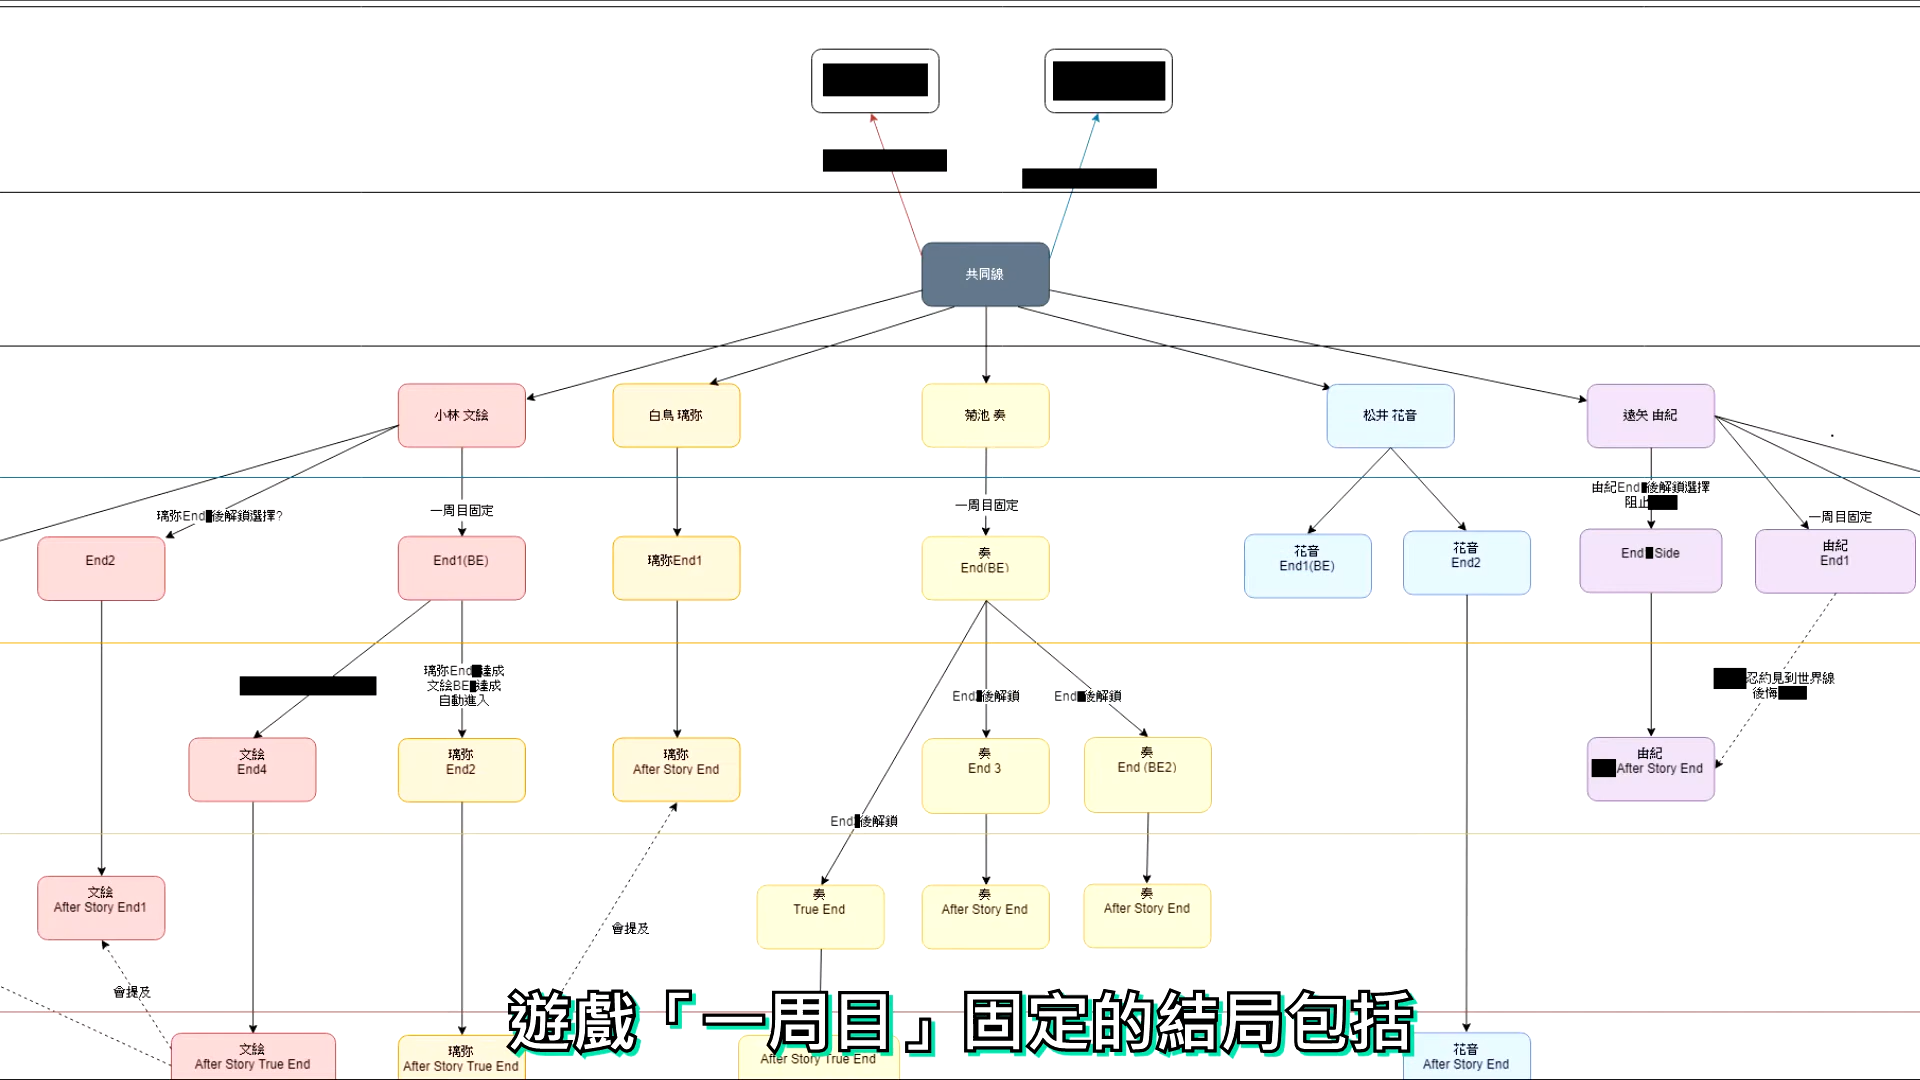 共同線
小林 文絵
白鳥 璃弥
菊池 奏
松井 花音
遠矢 由紀
璃弥End 後解鎖選擇?
一周目固定
一周目固定
由紀End 後解鎖選擇
阻止
一周目固定
End2
End1(BE)
璃弥End1
奏
End(BE)
花音
End1(BE)
花音
End2
End Side
由紀
End1
璃弥End 達成
文絵BE 達成
自動進入
End 後解鎖
End 後解鎖
忍約見到世界線
後悔
文絵
End4
璃弥
End2
璃弥
After Story End
奏
End 3
奏
End (BE2)
由紀
After Story End
End 後解鎖
文絵
After Story End1
奏
True End
奏
After Story End
奏
After Story End
會提及
會提及
遊戲「一周目」固定的結局包括
文絵
After Story True End
璃弥
After Story True End
After Story True End
花音
After Story End